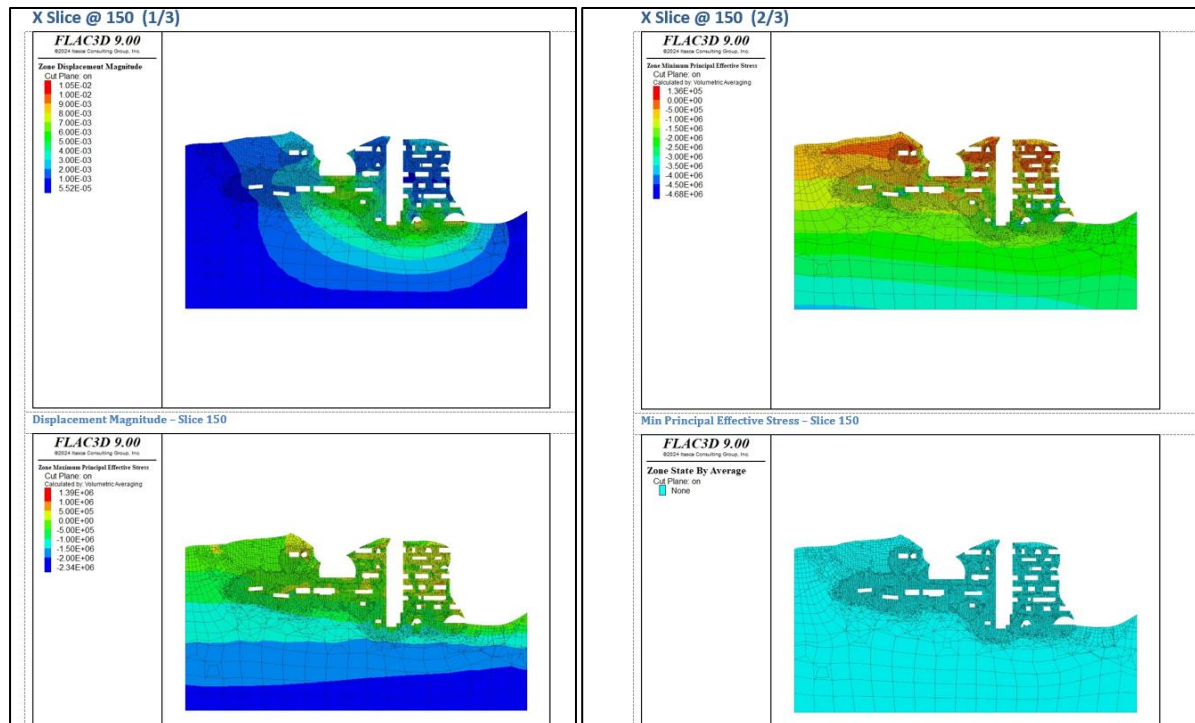 X Slice @ 150 (1/3)
FLAC3D 9.00
©2024 Itasca Consulting Group, Inc.
Zone Displacement Magnitude
Cut Plane: on
1.05E-02
1.00E-02
9.00E-03
8.00E-03
7.00E-03
6.00E-03
5.00E-03
4.00E-03
3.00E-03
2.00E-03
1.00E-03
5.52E-05
Displacement Magnitude – Slice 150
FLAC3D 9.00
©2024 Itasca Consulting Group, Inc.
Zone Maximum Principal Effective Stress
Cut Plane: on
Calculated by: Volumetric Averaging
1.39E+06
1.00E+06
5.00E+05
0.00E+00
-5.00E+05
-1.00E+06
-1.50E+06
-2.00E+06
-2.34E+06
X Slice @ 150 (2/3)
FLAC3D 9.00
©2024 Itasca Consulting Group, Inc.
Zone Minimum Principal Effective Stress
Cut Plane: on
Calculated by: Volumetric Averaging
1.36E+05
0.00E+00
-5.00E+05
-1.00E+06
-1.50E+06
-2.00E+06
-2.50E+06
-3.00E+06
-3.50E+06
-4.00E+06
-4.50E+06
-4.68E+06
Min Principal Effective Stress – Slice 150
FLAC3D 9.00
©2024 Itasca Consulting Group, Inc.
Zone State By Average
Cut Plane: on
None